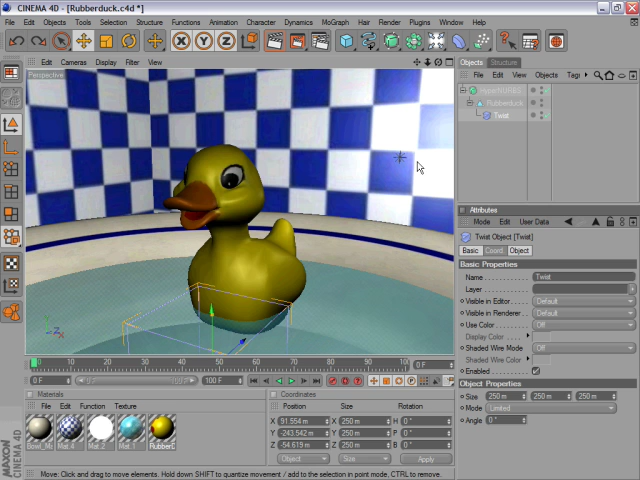 CINEMA 4D - [Rubberduck.c4d *]
File Edit Objects Tools Selection Structure Functions Animation Character Dynamics MoGraph Hair Render Plugins Window Help
Edit Cameras Display Filter View
Perspective
Objects Structure
File Edit View Objects Tags
HyperNURBS
Rubberduck
Twist
Attributes
Mode Edit User Data
Twist Object [Twist]
Basic Coord. Object
Basic Properties
Name Twist
Layer
Visible in Editor Default
Visible in Renderer Default
Use Color Off
Display Color
Shaded Wire Mode Off
Shaded Wire Color
Enabled
Object Properties
Size 250 m 250 m 250 m
Mode Limited
Angle 0 °
Y
Z X
0 10 20 30 40 50 60 70 80 90 100
0 F
0 F 0 F 100 F 100 F
Materials
File Edit Function Texture
Bowl_Ma Mat 4 Mat 2 Mat 1 RubberD
Coordinates
Position Size Rotation
X 91.554 m X 250 m H 0 °
Y -243.542 m Y 250 m P 0 °
Z -54.619 m Z 250 m B 0 °
Object Size Apply
MAXON
CINEMA 4D
Move: Click and drag to move elements. Hold down SHIFT to quantize movement / add to the selection in point mode, CTRL to remove.